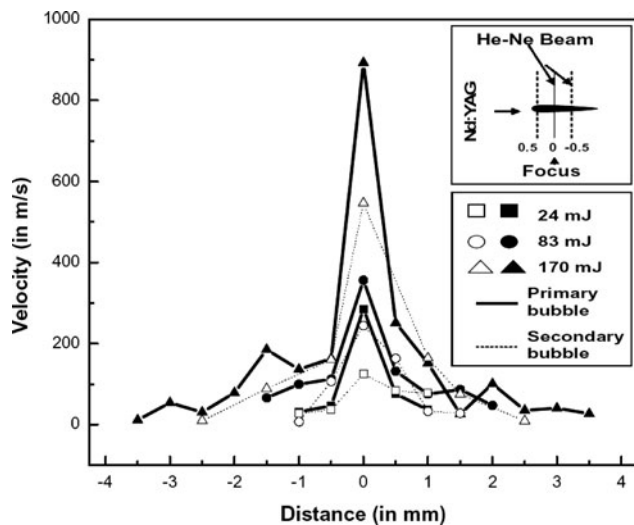 1000
800
600
400
200
0
Velocity (in m/s)
-4 -3 -2 -1 0 1 2 3 4
Distance (in mm)
He-Ne Beam
Nd:YAG
0.5 0 -0.5
Focus
24 mJ
83 mJ
170 mJ
Primary
bubble
Secondary
bubble